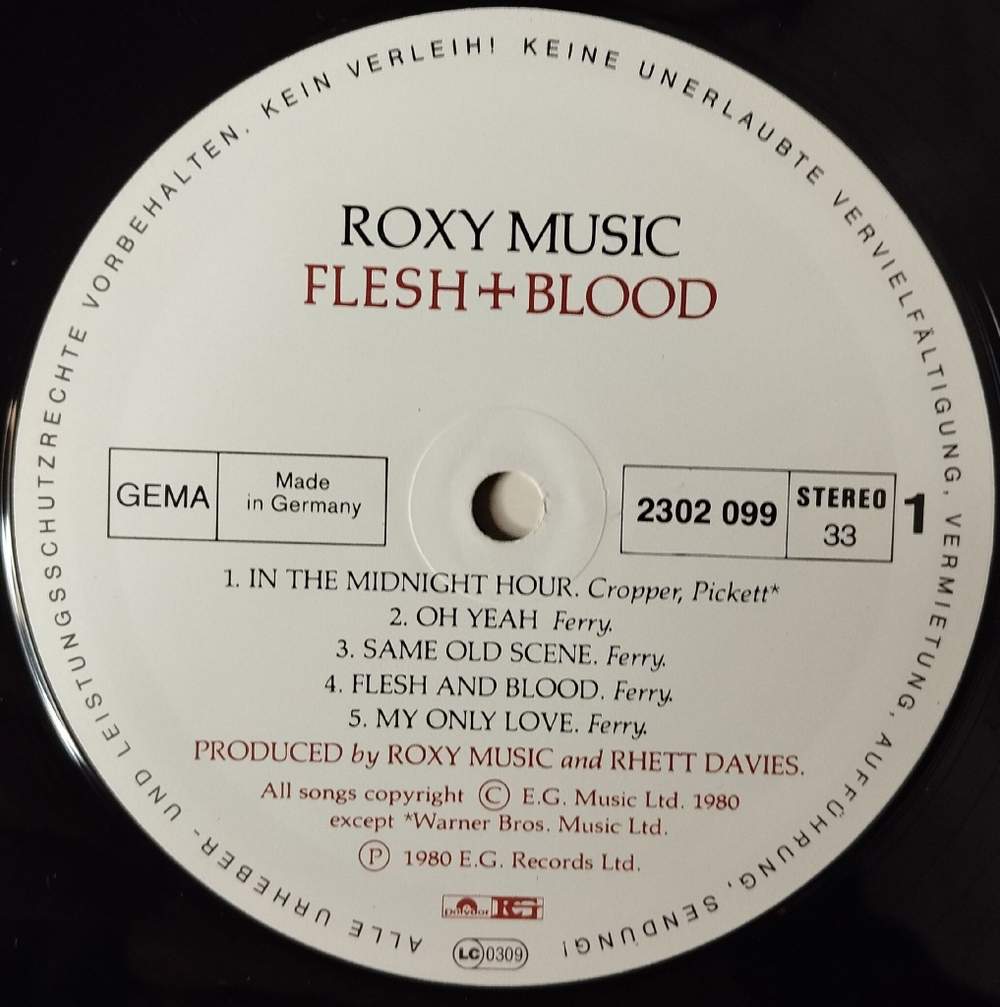 ALLE URHEBER- UND LEISTUNGSSCHUTZRECHTE VORBEHALTEN. KEIN VERLEIH! KEINE UNERLAUBTE VERVIELFÄLTIGUNG, VERMIETUNG, AUFFÜHRUNG, SENDUNG!
ROXY MUSIC
FLESH+BLOOD
GEMA
Made
in Germany
2302 099
STEREO
33
1
1. IN THE MIDNIGHT HOUR. Cropper, Pickett*
2. OH YEAH Ferry.
3. SAME OLD SCENE. Ferry.
4. FLESH AND BLOOD. Ferry.
5. MY ONLY LOVE. Ferry.
PRODUCED by ROXY MUSIC and RHETT DAVIES.
All songs copyright Ⓒ E.G. Music Ltd. 1980
except *Warner Bros. Music Ltd.
Ⓟ 1980 E.G. Records Ltd.
polydor EG
LC 0309